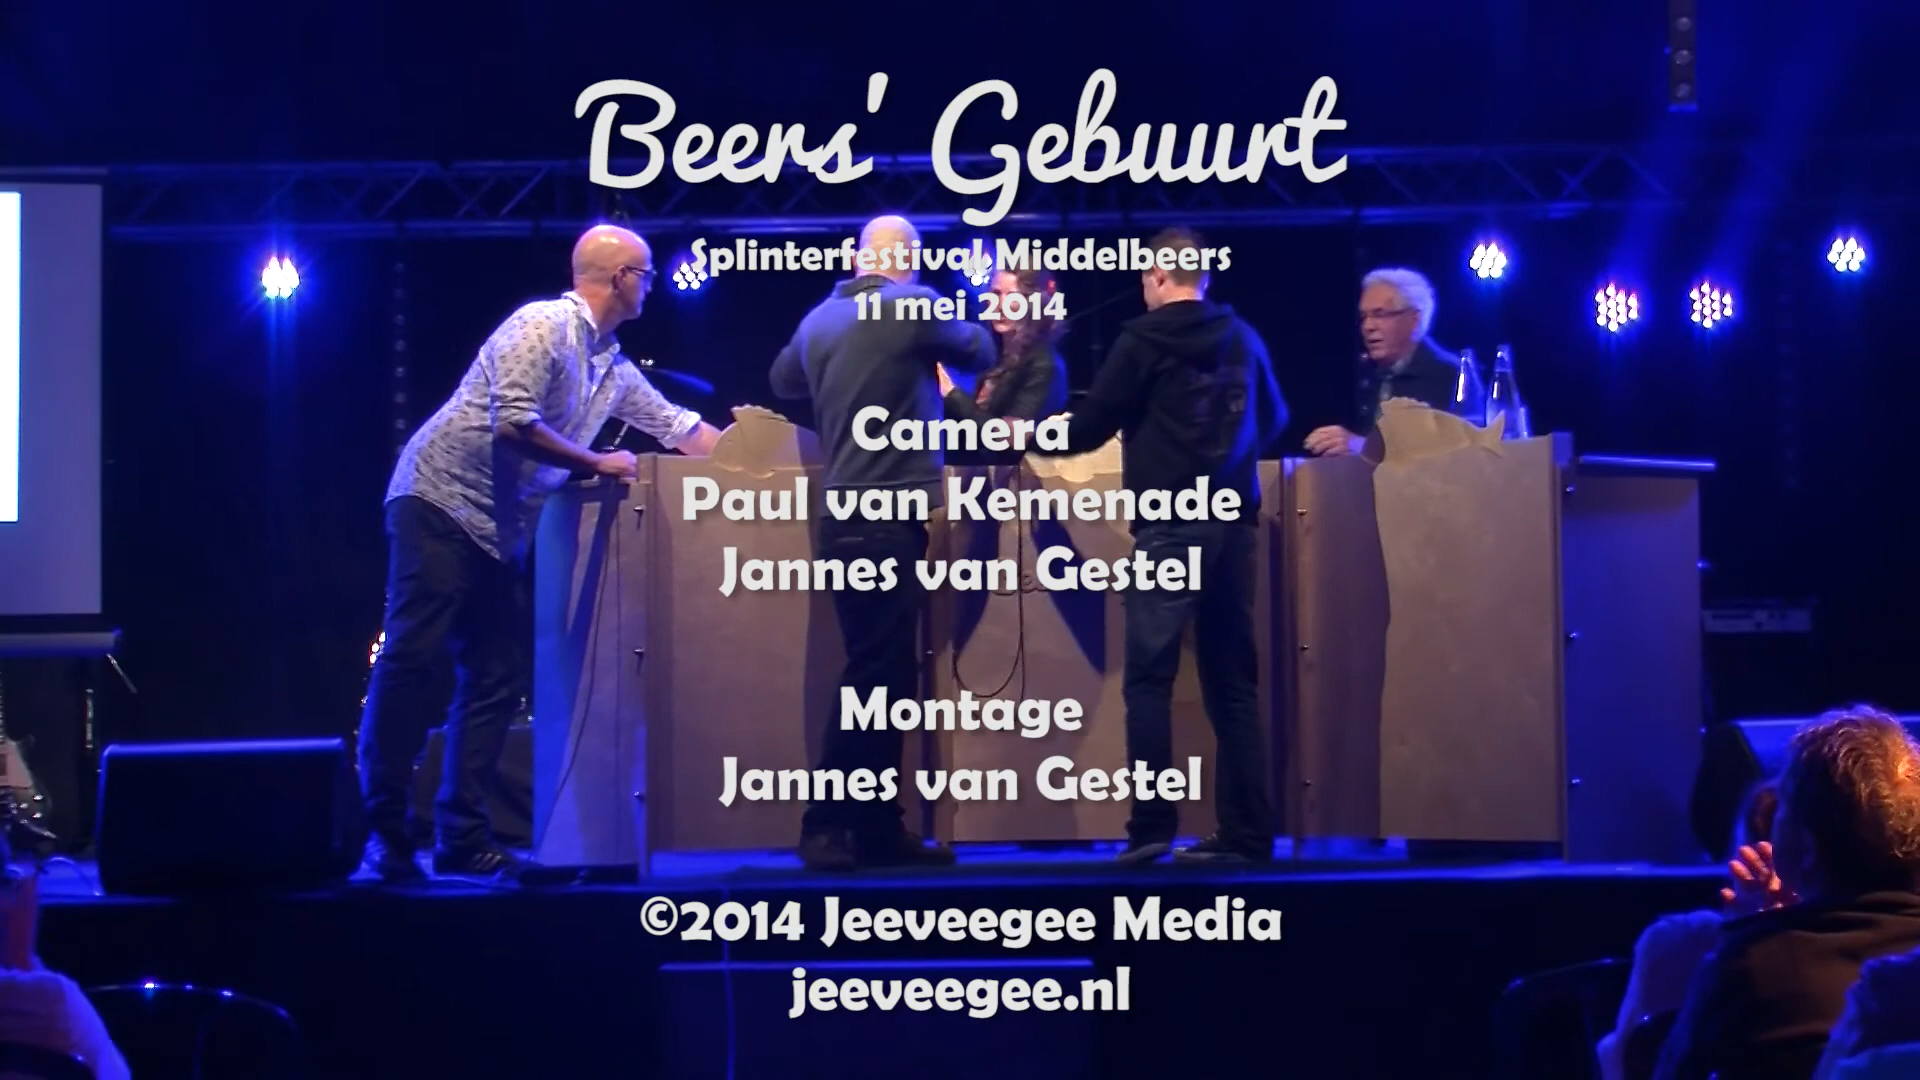 Beers' Gebuurt
Splinterfestival Middelbeers
11 mei 2014
Camera
Paul van Kemenade
Jannes van Gestel
Montage
Jannes van Gestel
©2014 Jeeveegee Media
jeeveegee.nl